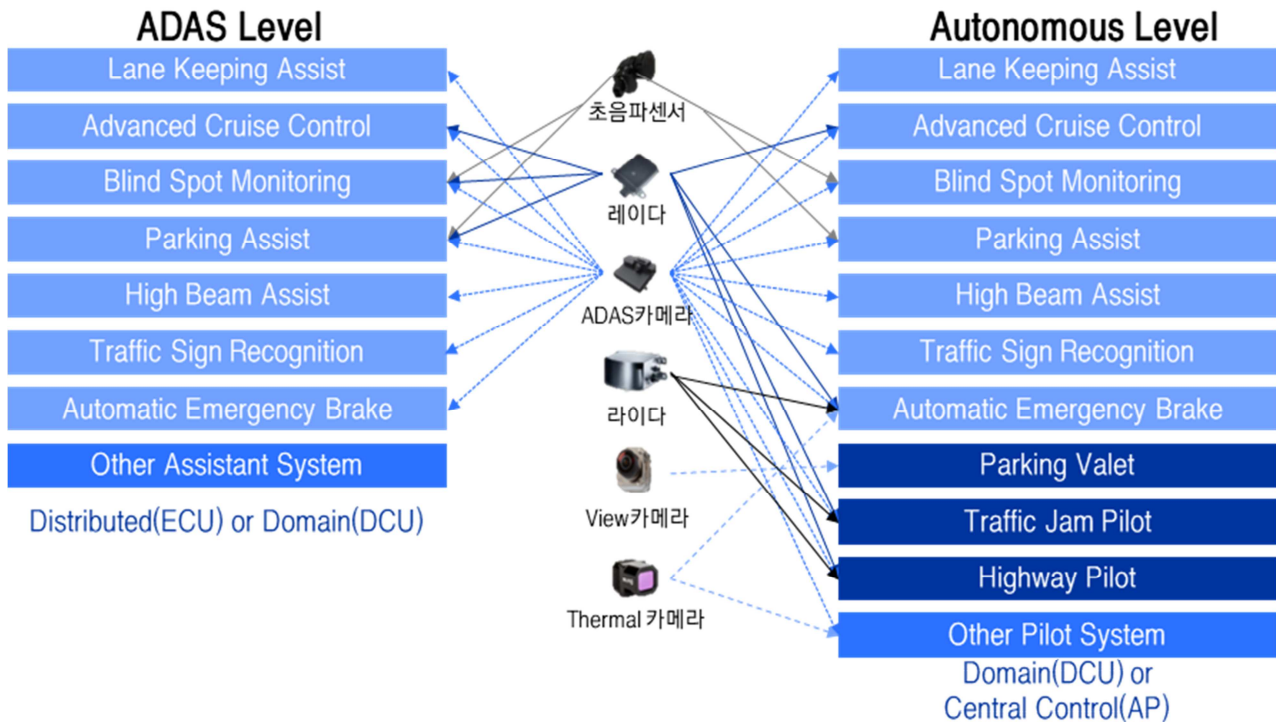 ADAS Level
Lane Keeping Assist
Advanced Cruise Control
Blind Spot Monitoring
Parking Assist
High Beam Assist
Traffic Sign Recognition
Automatic Emergency Brake
Other Assistant System
Distributed(ECU) or Domain(DCU)
초음파센서
레이다
ADAS카메라
라이다
View카메라
Thermal 카메라
Autonomous Level
Lane Keeping Assist
Advanced Cruise Control
Blind Spot Monitoring
Parking Assist
High Beam Assist
Traffic Sign Recognition
Automatic Emergency Brake
Parking Valet
Traffic Jam Pilot
Highway Pilot
Other Pilot System
Domain(DCU) or
Central Control(AP)